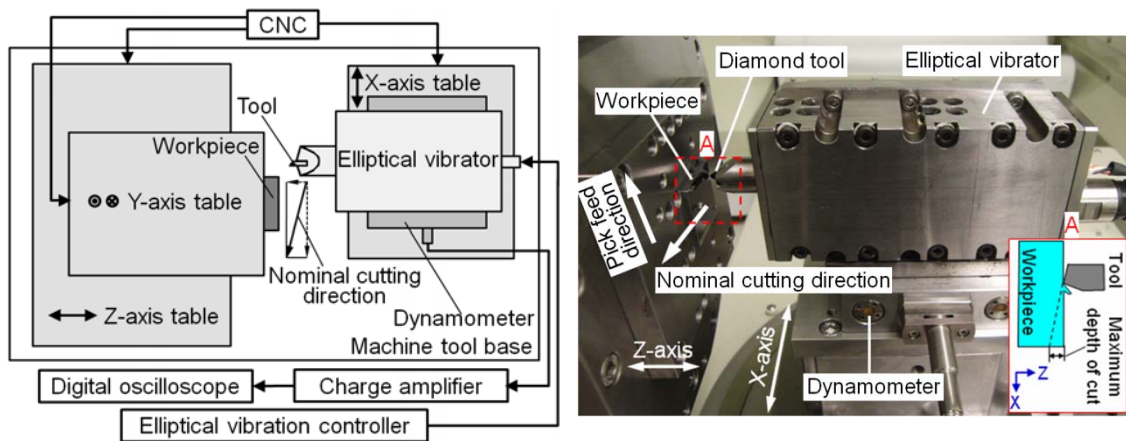 CNC
X-axis table
Tool
Workpiece
Elliptical vibrator
Y-axis table
Nominal cutting
direction
Z-axis table
Dynamometer
Machine tool base
Digital oscilloscope
Charge amplifier
Elliptical vibration controller
Diamond tool
Elliptical vibrator
Workpiece
A
Pick feed
direction
Nominal cutting direction
Z-axis
X-axis
Dynamometer
A
Workpiece
Tool
Maximum
depth of cut
Z
X